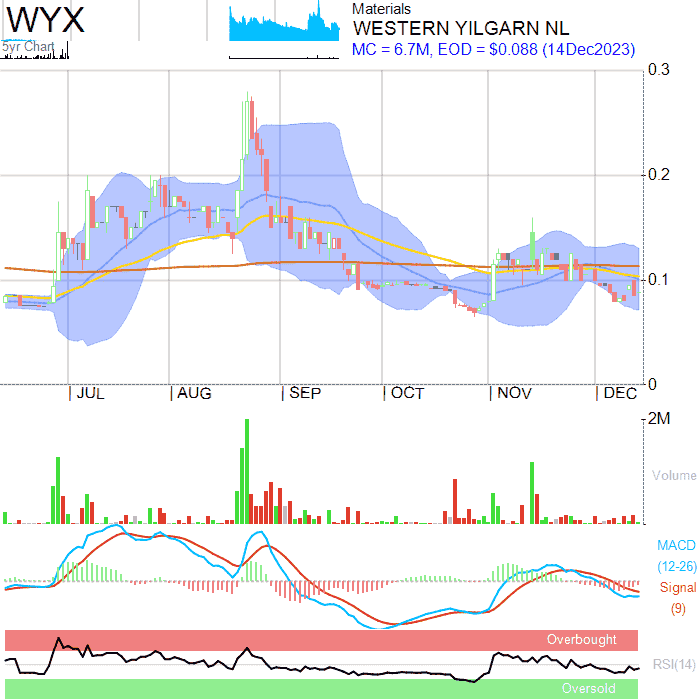 WYX
5yr Chart
Materials
WESTERN YILGARN NL
MC = 6.7M, EOD = $0.088 (14Dec2023)
0.3
0.2
0.1
0
| JUL | AUG | SEP | OCT | NOV | DEC
2M
Volume
MACD
(12-26)
Signal
(9)
Overbought
RSI(14)
Oversold